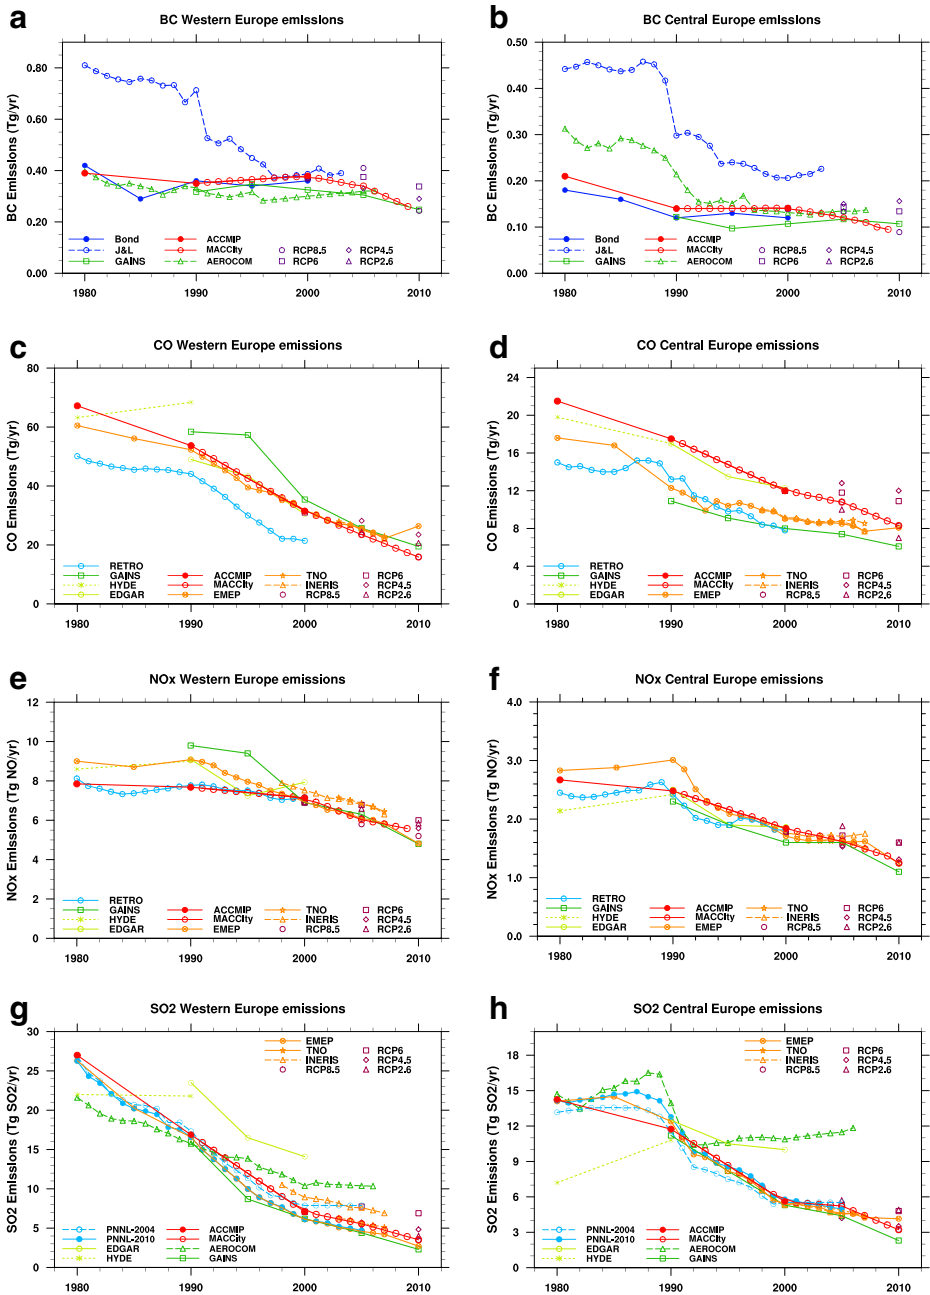 a
BC Western Europe emissions
BC Emissions (Tg/yr)
0.80
0.60
0.40
0.20
0.00
Bond
J&L
GAINS
ACCMIP
MACCity
AEROCOM
RCP8.5
RCP6
RCP4.5
RCP2.6
1980 1990 2000 2010
b
BC Central Europe emissions
BC Emissions (Tg/yr)
0.50
0.40
0.30
0.20
0.10
0.00
Bond
J&L
GAINS
ACCMIP
MACCity
AEROCOM
RCP8.5
RCP6
RCP4.5
RCP2.6
1980 1990 2000 2010
c
CO Western Europe emissions
CO Emissions (Tg/yr)
80
60
40
20
0
RETRO
GAINS
HYDE
EDGAR
ACCMIP
MACCity
EMEP
TNO
INERIS
RCP8.5
RCP6
RCP4.5
RCP2.6
1980 1990 2000 2010
d
CO Central Europe emissions
CO Emissions (Tg/yr)
24
20
16
12
8
4
0
RETRO
GAINS
HYDE
EDGAR
ACCMIP
MACCity
EMEP
TNO
INERIS
RCP8.5
RCP6
RCP4.5
RCP2.6
1980 1990 2000 2010
e
NOx Western Europe emissions
NOx Emissions (Tg NO/yr)
12
10
8
6
4
2
0
RETRO
GAINS
HYDE
EDGAR
ACCMIP
MACCity
EMEP
TNO
INERIS
RCP8.5
RCP6
RCP4.5
RCP2.6
1980 1990 2000 2010
f
NOx Central Europe emissions
NOx Emissions (Tg NO/yr)
4.0
3.0
2.0
1.0
0.0
RETRO
GAINS
HYDE
EDGAR
ACCMIP
MACCity
EMEP
TNO
INERIS
RCP8.5
RCP6
RCP4.5
RCP2.6
1980 1990 2000 2010
g
SO2 Western Europe emissions
SO2 Emissions (Tg SO2/yr)
30
25
20
15
10
5
0
EMEP
TNO
INERIS
RCP8.5
RCP6
RCP4.5
RCP2.6
PNNL-2004
PNNL-2010
EDGAR
HYDE
ACCMIP
MACCity
AEROCOM
GAINS
1980 1990 2000 2010
h
SO2 Central Europe emissions
SO2 Emissions (Tg SO2/yr)
18
15
12
9
6
3
0
EMEP
TNO
INERIS
RCP8.5
RCP6
RCP4.5
RCP2.6
PNNL-2004
PNNL-2010
EDGAR
HYDE
ACCMIP
MACCity
AEROCOM
GAINS
1980 1990 2000 2010